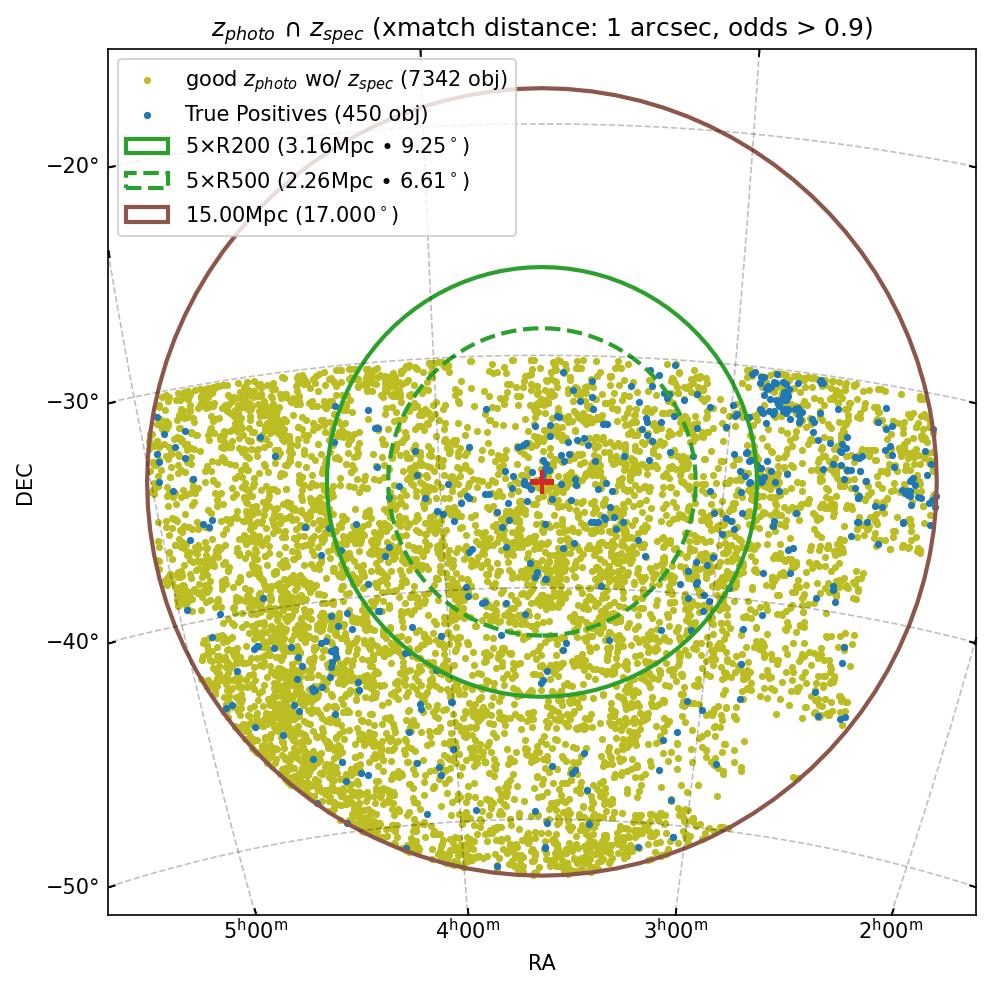 z_photo ∩ z_spec (xmatch distance: 1 arcsec, odds > 0.9)
good z_photo wo/ z_spec (7342 obj)
True Positives (450 obj)
5×R200 (3.16Mpc • 9.25°)
5×R500 (2.26Mpc • 6.61°)
15.00Mpc (17.000°)
−20°
−30°
−40°
−50°
DEC
5ʰ00ᵐ
4ʰ00ᵐ
3ʰ00ᵐ
2ʰ00ᵐ
RA